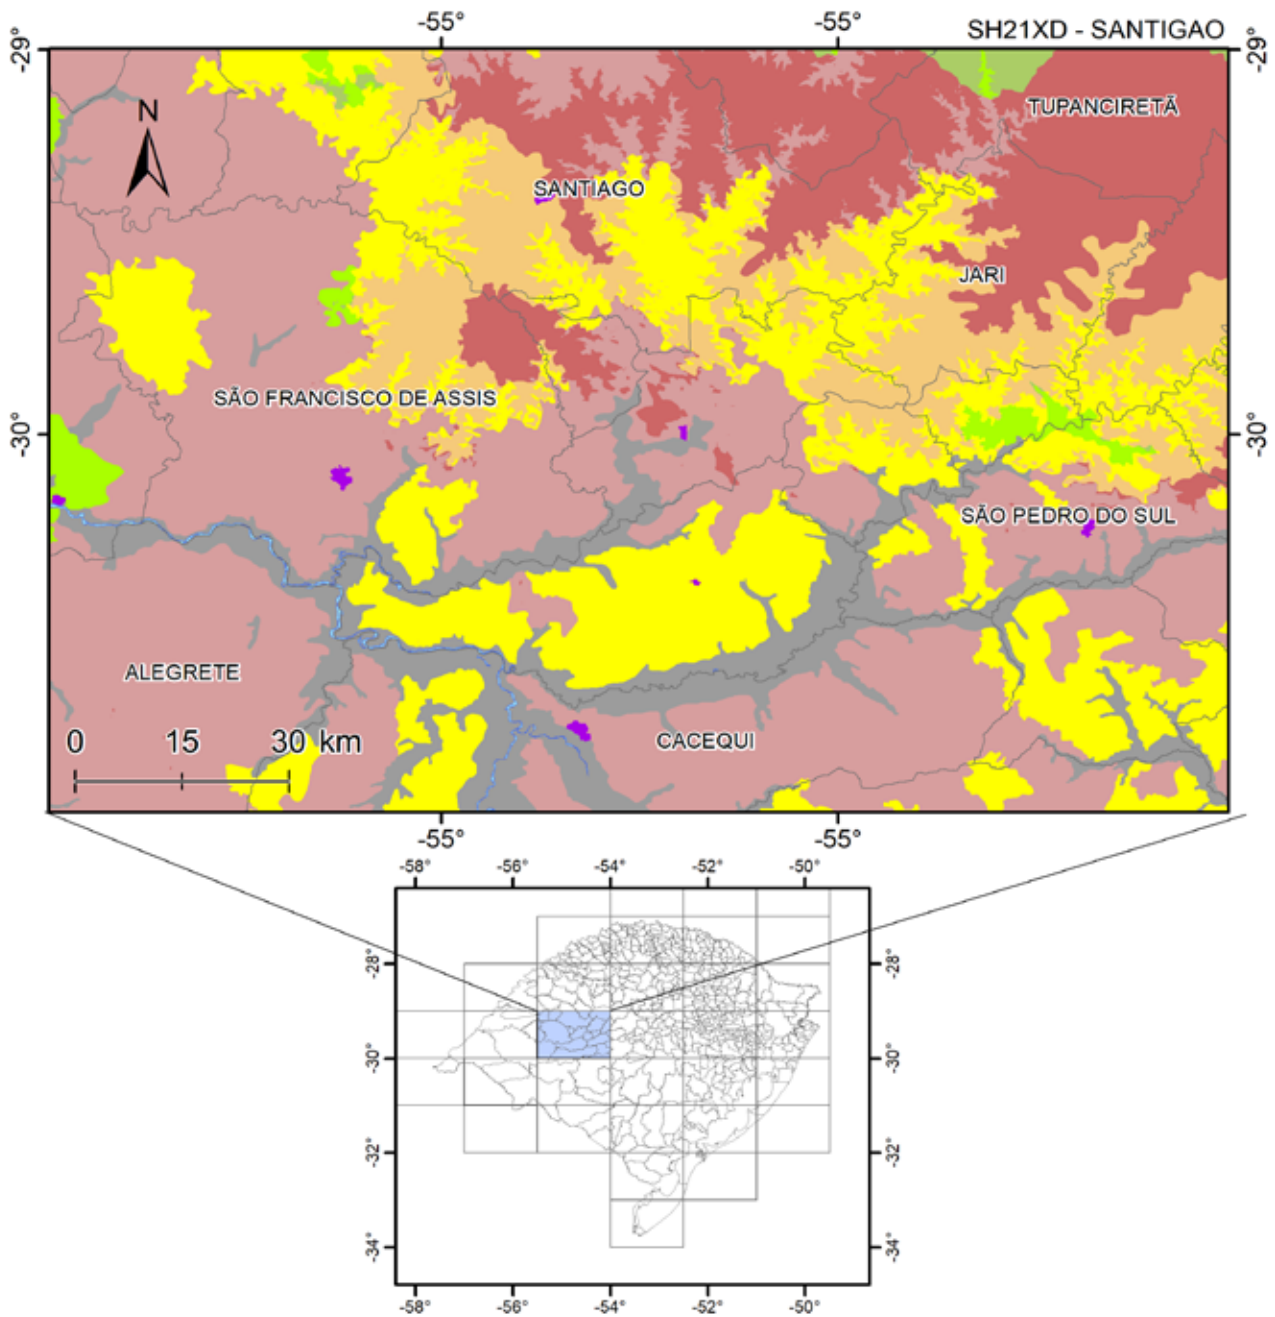 -55° -55°
SH21XD - SANTIGAO
-29° -29°
N
TUPANCIRETÃ
SANTIAGO
JARI
SÃO FRANCISCO DE ASSIS
-30° -30°
SÃO PEDRO DO SUL
ALEGRETE
0 15 30 km
CACEQUI
-55° -55°
-58° -56° -54° -52° -50°
-28° -28°
-30° -30°
-32° -32°
-34° -34°
-58° -56° -54° -52° -50°